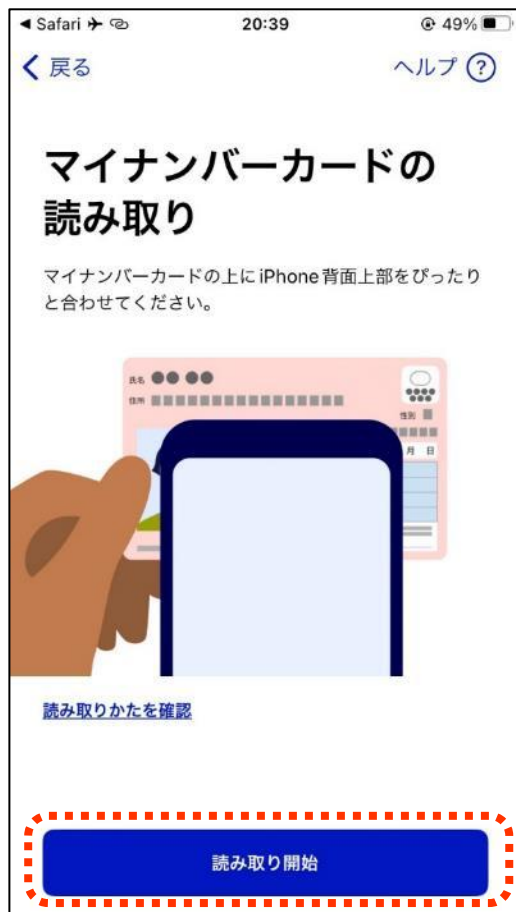 Safari
20:39
49%
戻る
ヘルプ ?
マイナンバーカードの
読み取り
マイナンバーカードの上にiPhone背面上部をぴったり
と合わせてください。
氏名
住所
性別
月 日
読み取りかたを確認
読み取り開始